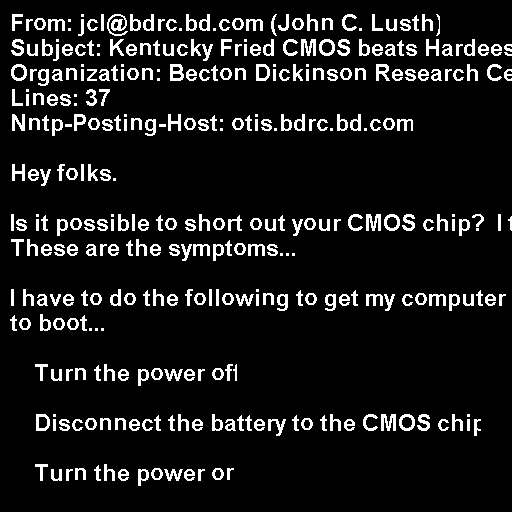 From: jcl@bdrc.bd.com (John C. Lusth)
Subject: Kentucky Fried CMOS beats Hardees
Organization: Becton Dickinson Research Ce
Lines: 37
Nntp-Posting-Host: otis.bdrc.bd.com
Hey folks.
Is it possible to short out your CMOS chip? I t
These are the symptoms...
I have to do the following to get my computer
to boot...
Turn the power off
Disconnect the battery to the CMOS chip
Turn the power or